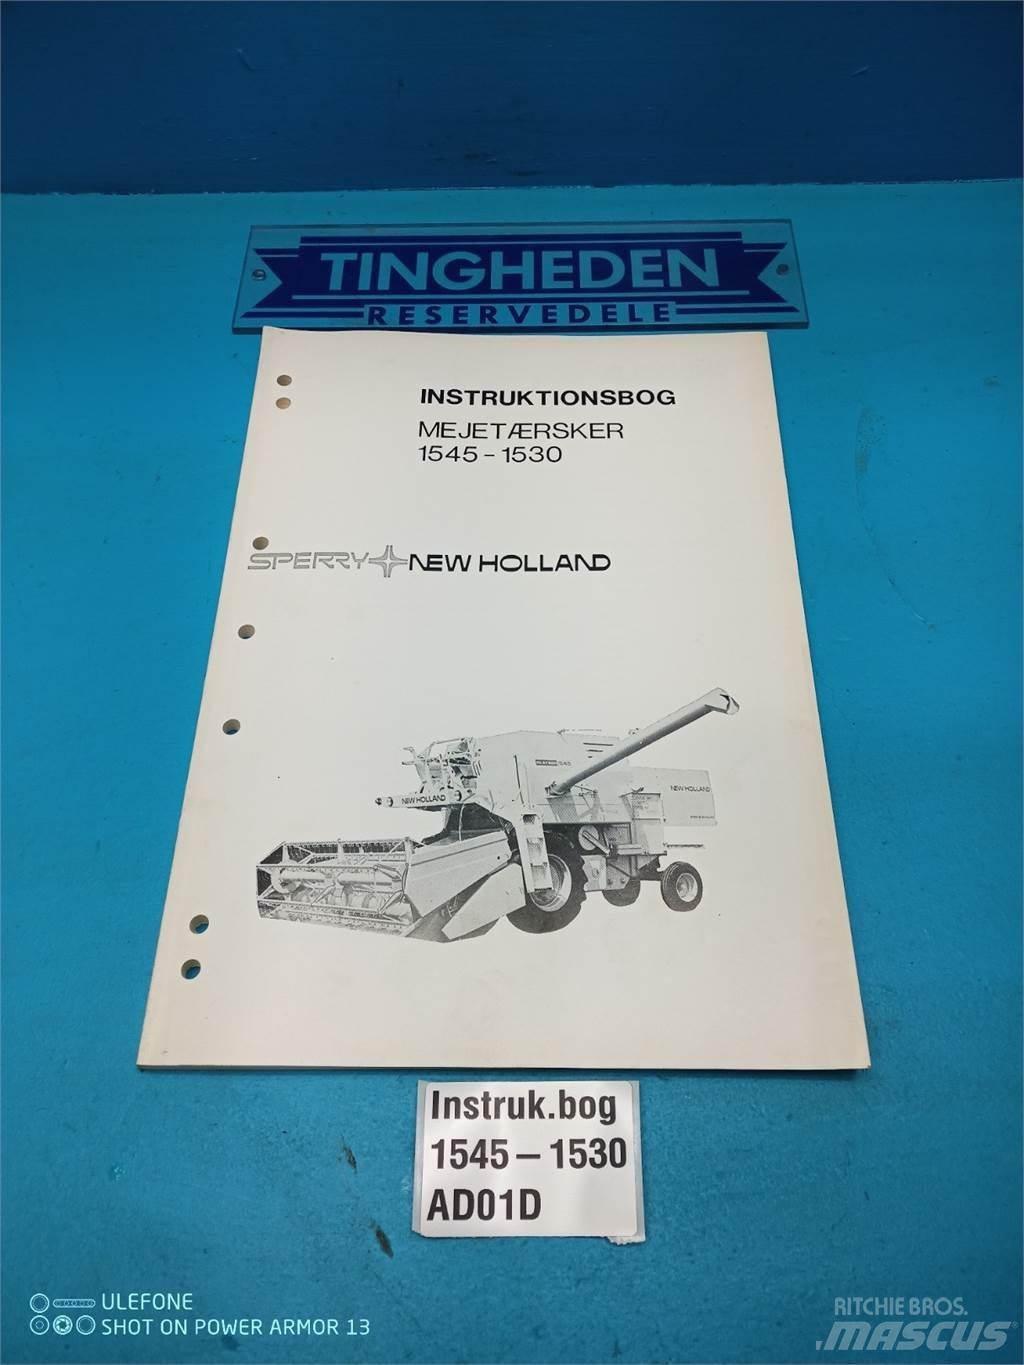 TINGHEDEN
RESERVEDELE
INSTRUKTIONSBOG
MEJETÆRSKER
1545-1530
SPERRY NEW HOLLAND
NEW HOLLAND
NEW HOLLAND
Instruk.bog
1545 – 1530
AD01D
ULEFONE
SHOT ON POWER ARMOR 13
RITCHIE BROS.
MASCUS